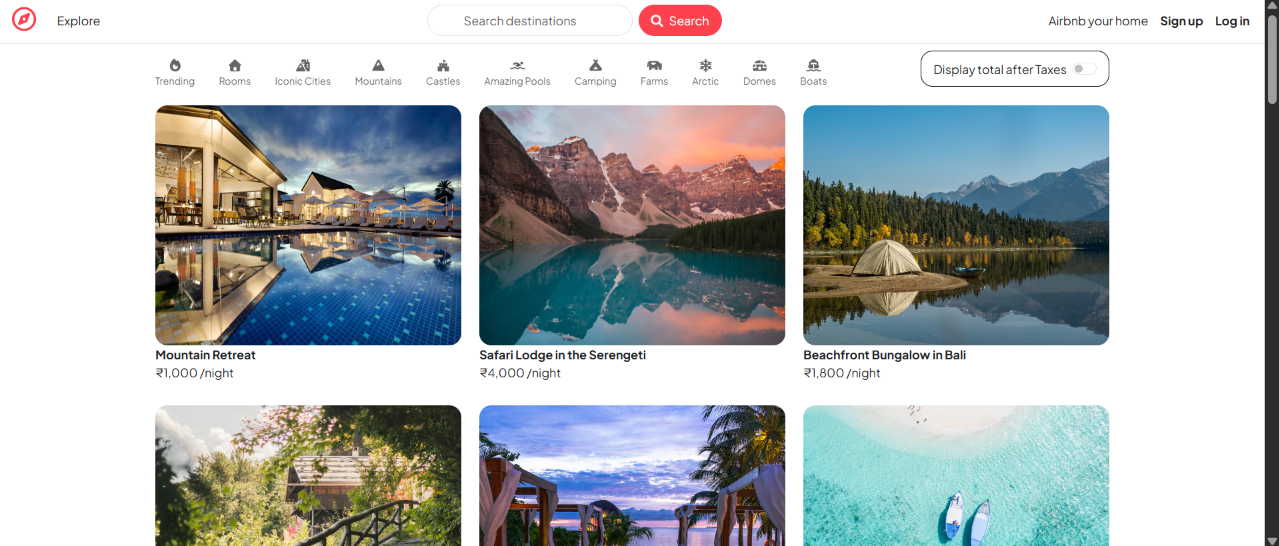 Explore
Search destinations
Search
Airbnb your home Sign up Log in
Trending Rooms Iconic Cities Mountains Castles Amazing Pools Camping Farms Arctic Domes Boats
Display total after Taxes
Mountain Retreat
₹1,000 /night
Safari Lodge in the Serengeti
₹4,000 /night
Beachfront Bungalow in Bali
₹1,800 /night